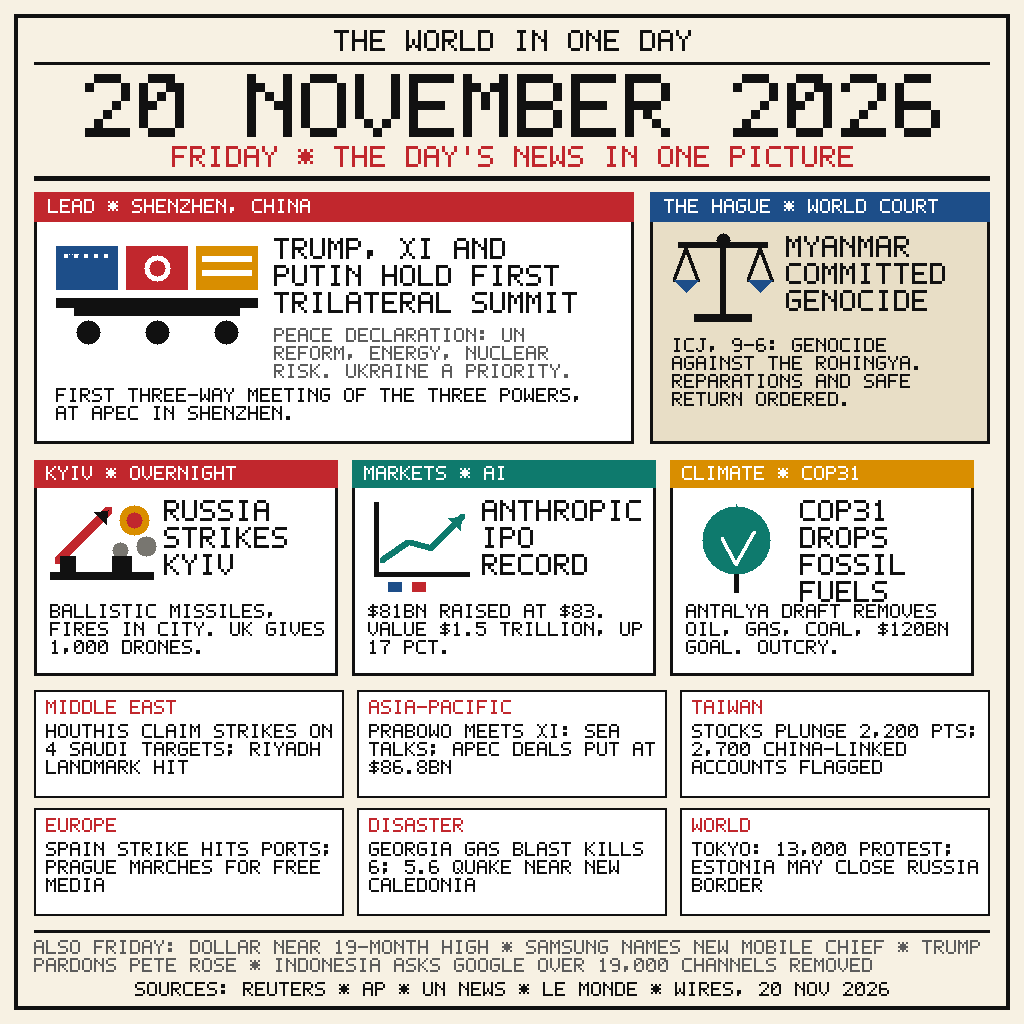 THE WORLD IN ONE DAY
20 NOVEMBER 2026
FRIDAY * THE DAY'S NEWS IN ONE PICTURE
LEAD * SHENZHEN, CHINA
TRUMP, XI AND
PUTIN HOLD FIRST
TRILATERAL SUMMIT
PEACE DECLARATION: UN
REFORM, ENERGY, NUCLEAR
RISK. UKRAINE A PRIORITY.
FIRST THREE-WAY MEETING OF THE THREE POWERS,
AT APEC IN SHENZHEN.
THE HAGUE * WORLD COURT
MYANMAR
COMMITTED
GENOCIDE
ICJ, 9-6: GENOCIDE
AGAINST THE ROHINGYA.
REPARATIONS AND SAFE
RETURN ORDERED.
KYIV * OVERNIGHT
RUSSIA
STRIKES
KYIV
BALLISTIC MISSILES,
FIRES IN CITY. UK GIVES
1,000 DRONES.
MARKETS * AI
ANTHROPIC
IPO
RECORD
$81BN RAISED AT $83.
VALUE $1.5 TRILLION, UP
17 PCT.
CLIMATE * COP31
COP31
DROPS
FOSSIL
FUELS
ANTALYA DRAFT REMOVES
OIL, GAS, COAL, $120BN
GOAL. OUTCRY.
MIDDLE EAST
HOUTHIS CLAIM STRIKES ON
4 SAUDI TARGETS; RIYADH
LANDMARK HIT
ASIA-PACIFIC
PRABOWO MEETS XI: SEA
TALKS; APEC DEALS PUT AT
$86.8BN
TAIWAN
STOCKS PLUNGE 2,200 PTS;
2,700 CHINA-LINKED
ACCOUNTS FLAGGED
EUROPE
SPAIN STRIKE HITS PORTS;
PRAGUE MARCHES FOR FREE
MEDIA
DISASTER
GEORGIA GAS BLAST KILLS
6; 5.6 QUAKE NEAR NEW
CALEDONIA
WORLD
TOKYO: 13,000 PROTEST;
ESTONIA MAY CLOSE RUSSIA
BORDER
ALSO FRIDAY: DOLLAR NEAR 19-MONTH HIGH * SAMSUNG NAMES NEW MOBILE CHIEF * TRUMP
PARDONS PETE ROSE * INDONESIA ASKS GOOGLE OVER 19,000 CHANNELS REMOVED
SOURCES: REUTERS * AP * UN NEWS * LE MONDE * WIRES, 20 NOV 2026